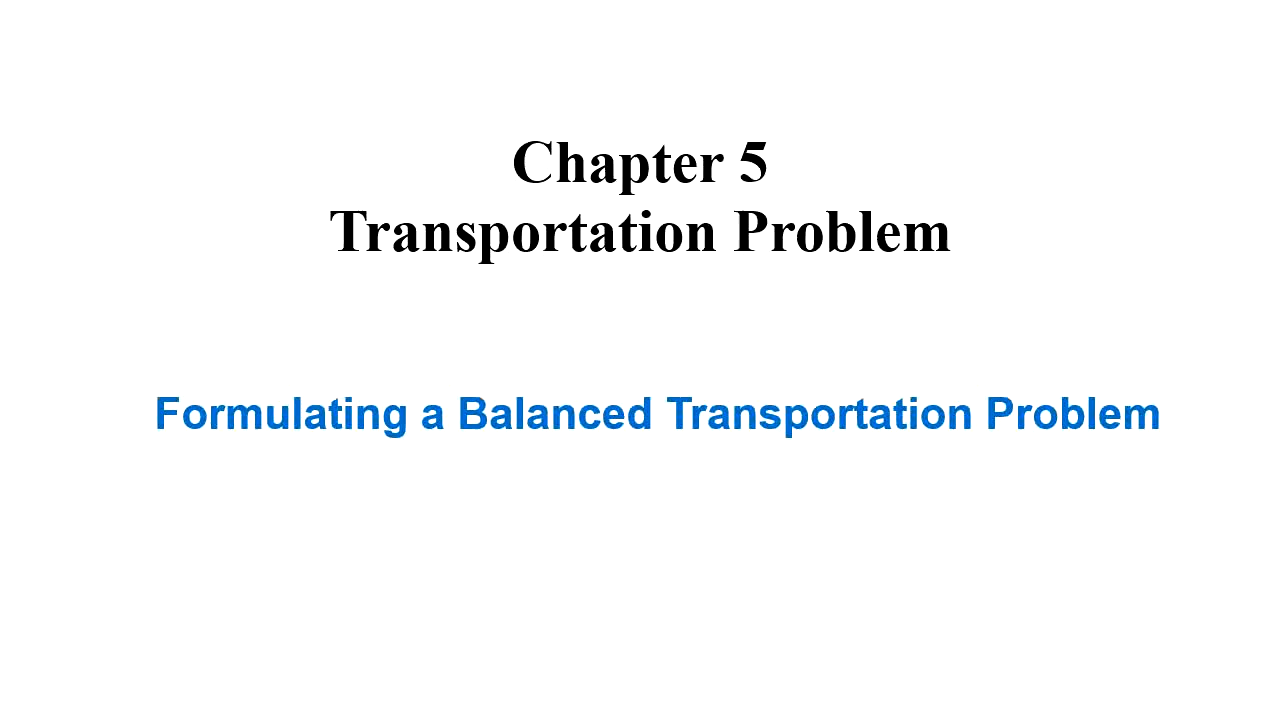 Chapter 5
Transportation Problem
Formulating a Balanced Transportation Problem